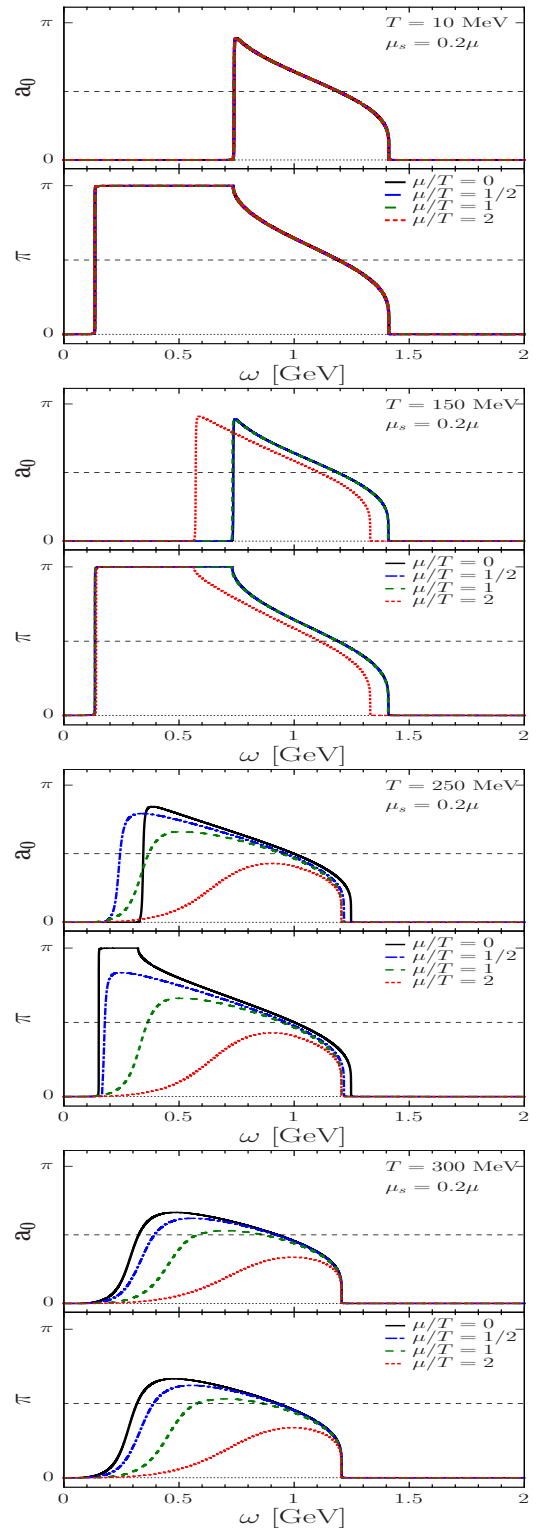 π
T = 10 MeV
μₛ = 0.2μ
a₀
0
π
μ/T = 0
μ/T = 1/2
μ/T = 1
μ/T = 2
π
0
0 0.5 1 1.5 2
ω [GeV]
π
T = 150 MeV
μₛ = 0.2μ
a₀
0
π
μ/T = 0
μ/T = 1/2
μ/T = 1
μ/T = 2
π
0
0 0.5 1 1.5 2
ω [GeV]
π
T = 250 MeV
μₛ = 0.2μ
a₀
0
π
μ/T = 0
μ/T = 1/2
μ/T = 1
μ/T = 2
π
0
0 0.5 1 1.5 2
ω [GeV]
π
T = 300 MeV
μₛ = 0.2μ
a₀
0
π
μ/T = 0
μ/T = 1/2
μ/T = 1
μ/T = 2
π
0
0 0.5 1 1.5 2
ω [GeV]